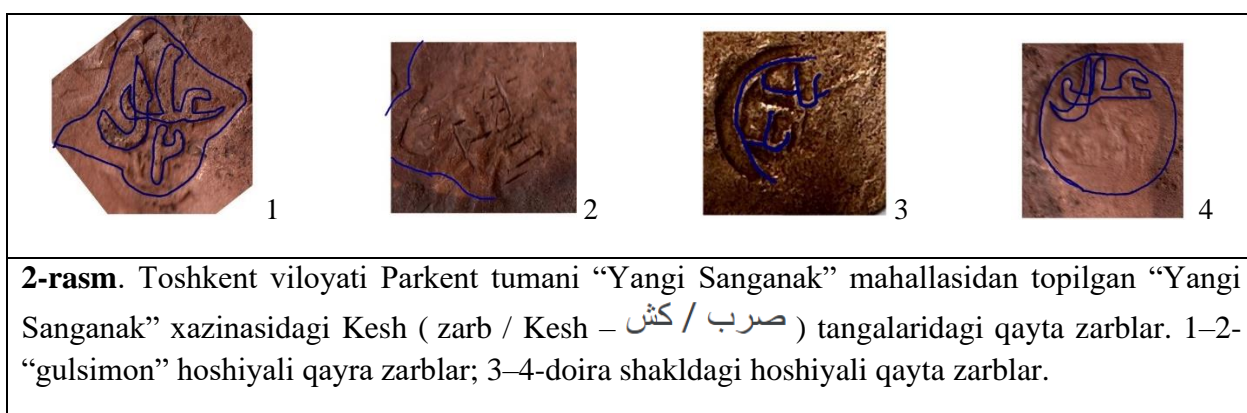 1
2
3
4
2-rasm. Toshkent viloyati Parkent tumani “Yangi Sanganak” mahallasidan topilgan “Yangi
Sanganak” xazinasidagi Kesh ( zarb / Kesh – صرب / كش ) tangalaridagi qayta zarblar. 1–2-
“gulsimon” hoshiyali qayra zarblar; 3–4-doira shakldagi hoshiyali qayta zarblar.